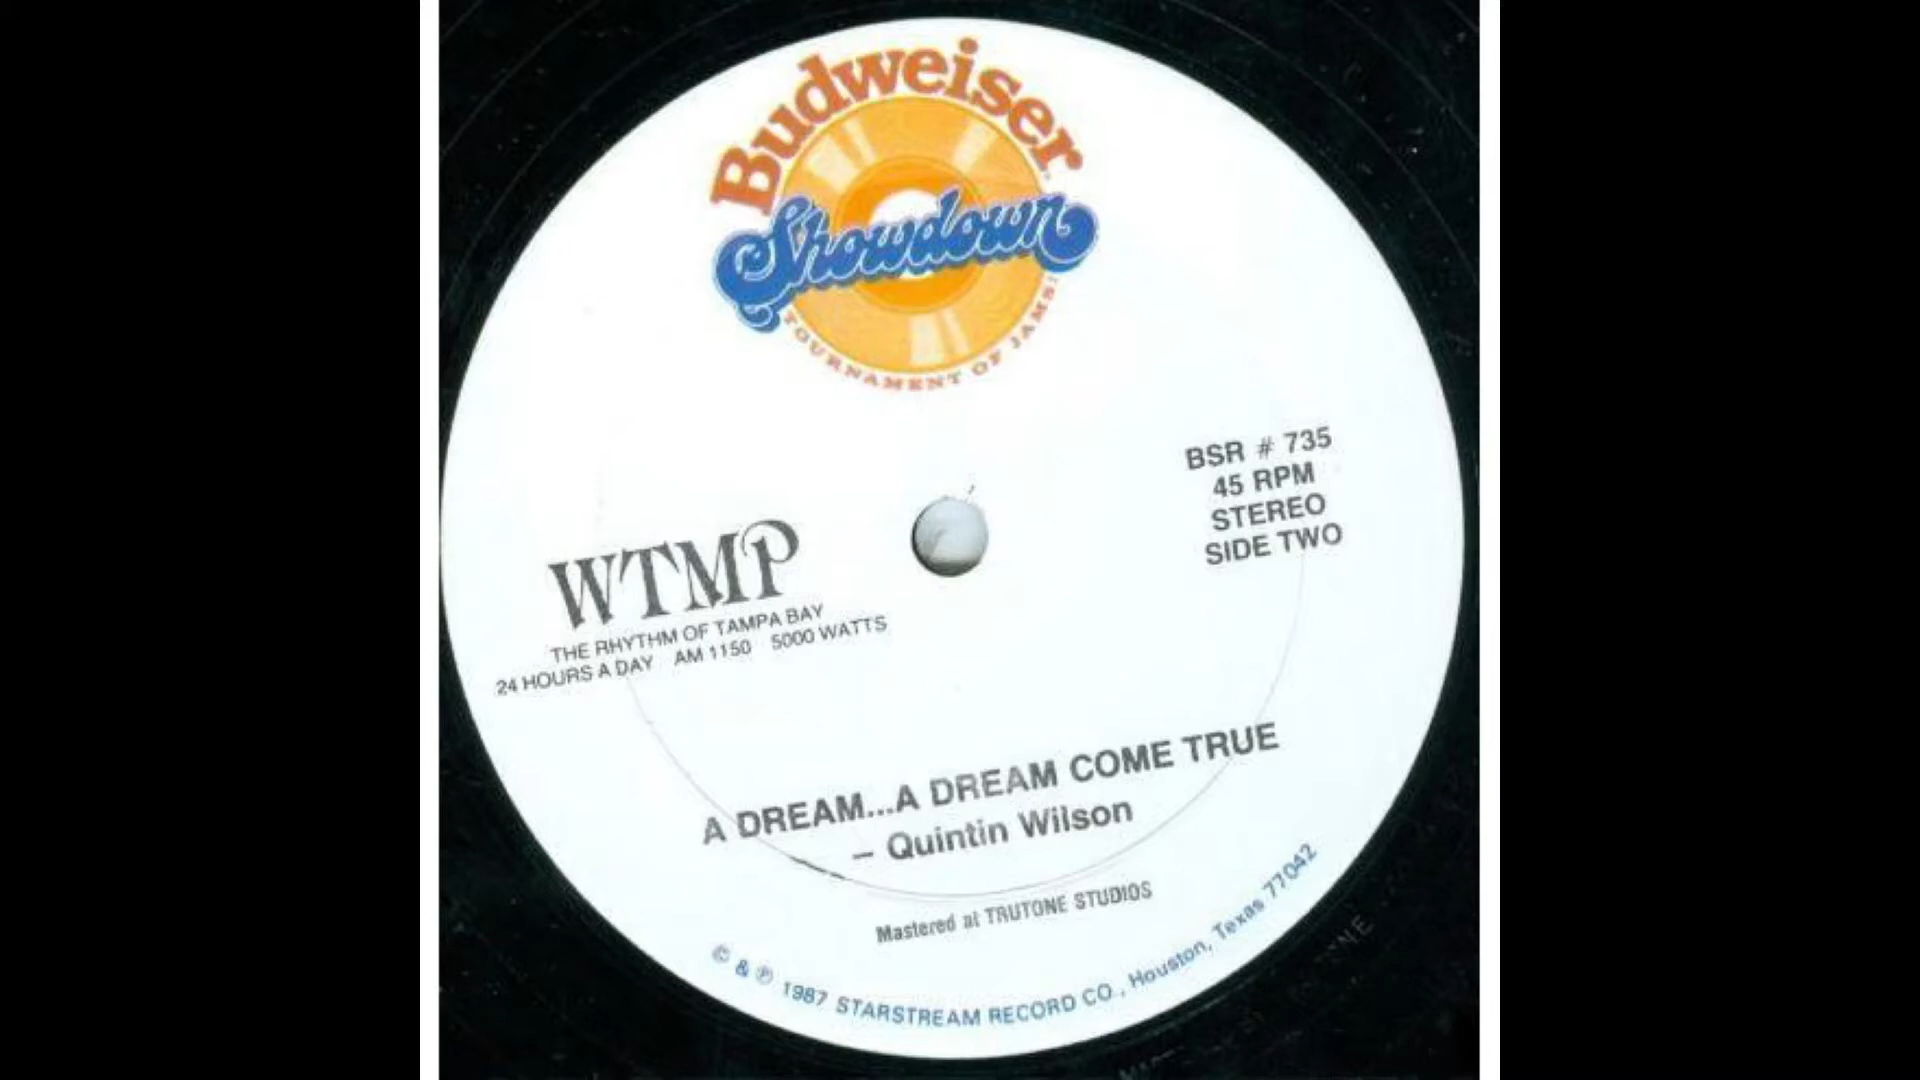 Budweiser
Showdown
TOURNAMENT OF JAMS!
BSR # 735
45 RPM
STEREO
SIDE TWO
WTMP
THE RHYTHM OF TAMPA BAY
24 HOURS A DAY AM 1150 5000 WATTS
A DREAM...A DREAM COME TRUE
– Quintin Wilson
Mastered at TRUTONE STUDIOS
© & ℗ 1987 STARSTREAM RECORD CO., Houston, Texas 77042